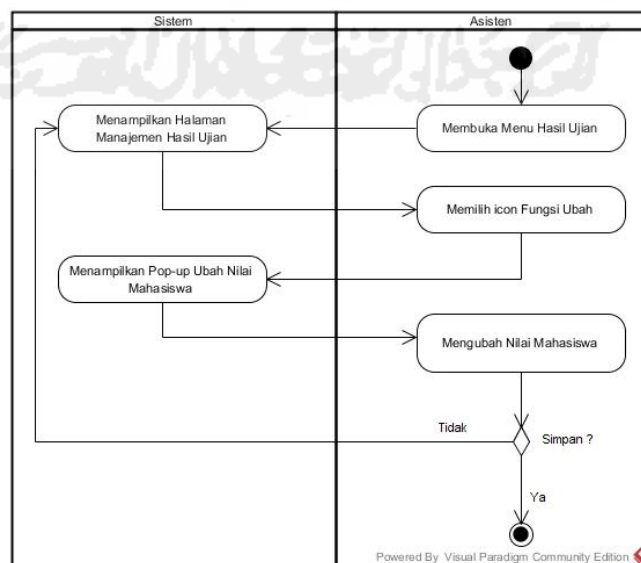 Sistem
Asisten
Menampilkan Halaman
Manajemen Hasil Ujian
Membuka Menu Hasil Ujian
Memilih icon Fungsi Ubah
Menampilkan Pop-up Ubah Nilai
Mahasiswa
Mengubah Nilai Mahasiswa
Tidak
Simpan ?
Ya
Powered By Visual Paradigm Community Edition